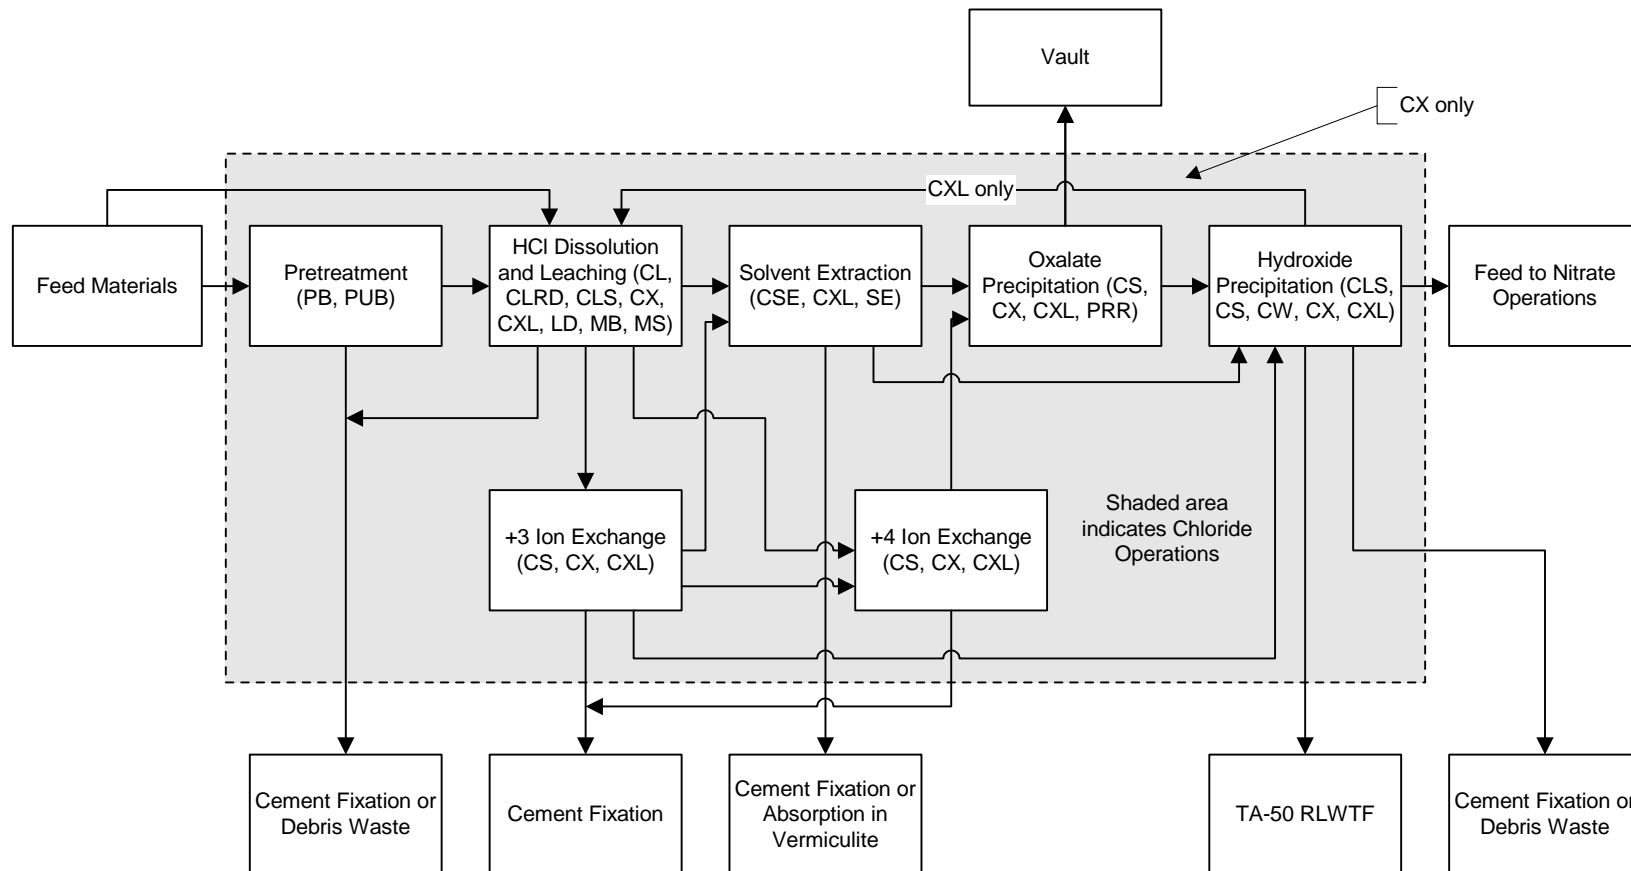 Vault
CX only
CXL only
Feed Materials
Pretreatment
(PB, PUB)
HCl Dissolution
and Leaching (CL,
CLRD, CLS, CX,
CXL, LD, MB, MS)
Solvent Extraction
(CSE, CXL, SE)
Oxalate
Precipitation (CS,
CX, CXL, PRR)
Hydroxide
Precipitation (CLS,
CS, CW, CX, CXL)
Feed to Nitrate
Operations
+3 Ion Exchange
(CS, CX, CXL)
+4 Ion Exchange
(CS, CX, CXL)
Shaded area
indicates Chloride
Operations
Cement Fixation or
Debris Waste
Cement Fixation
Cement Fixation or
Absorption in
Vermiculite
TA-50 RLWTF
Cement Fixation or
Debris Waste